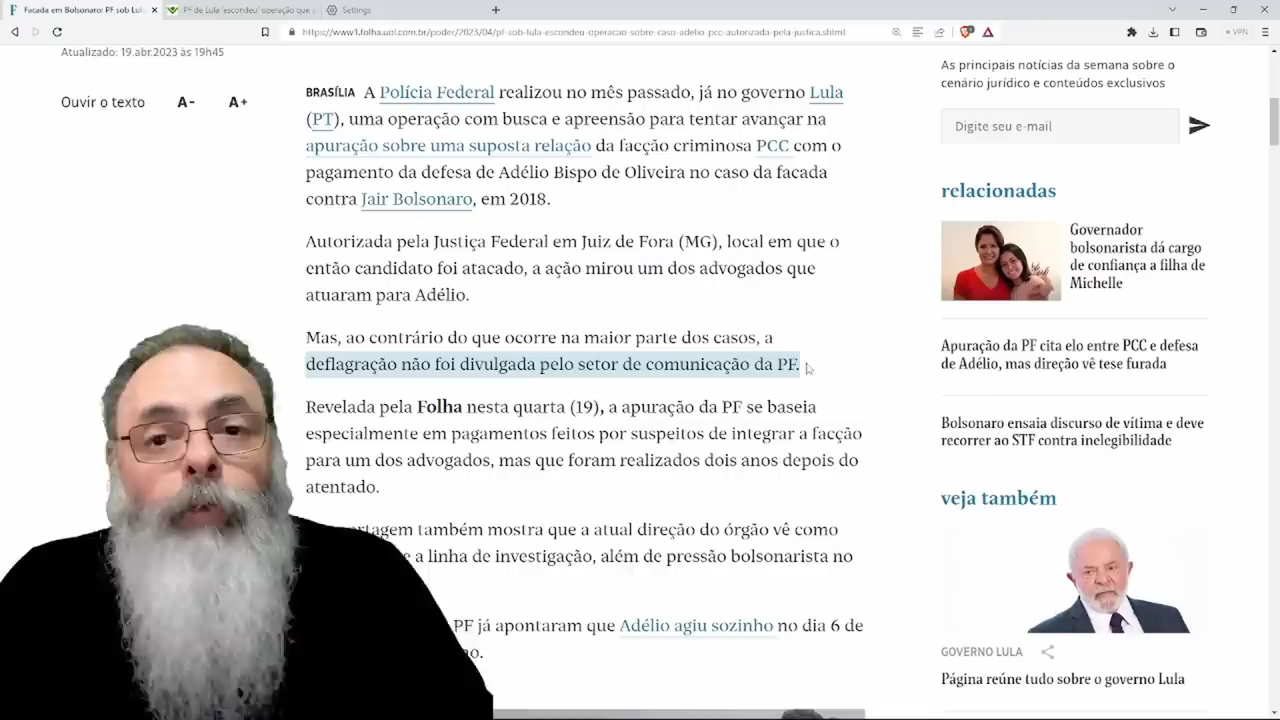 Facada em Bolsonaro: PF sob Lul
PF de Lula 'escondeu' operação que
Settings
https://www1.folha.uol.com.br/poder/2023/04/pf-sob-lula-escondeu-operacao-sobre-caso-adelio-pcc-autorizada-pela-justica.shtml
VPN
Atualizado: 19.abr.2023 às 19h45
Ouvir o texto A- A+
BRASÍLIA A Polícia Federal realizou no mês passado, já no governo Lula
(PT), uma operação com busca e apreensão para tentar avançar na
apuração sobre uma suposta relação da facção criminosa PCC com o
pagamento da defesa de Adélio Bispo de Oliveira no caso da facada
contra Jair Bolsonaro, em 2018.
Autorizada pela Justiça Federal em Juiz de Fora (MG), local em que o
então candidato foi atacado, a ação mirou um dos advogados que
atuaram para Adélio.
Mas, ao contrário do que ocorre na maior parte dos casos, a
deflagração não foi divulgada pelo setor de comunicação da PF.
Revelada pela Folha nesta quarta (19), a apuração da PF se baseia
especialmente em pagamentos feitos por suspeitos de integrar a facção
para um dos advogados, mas que foram realizados dois anos depois do
atentado.
também mostra que a atual direção do órgão vê como
a linha de investigação, além de pressão bolsonarista no
PF já apontaram que Adélio agiu sozinho no dia 6 de
As principais notícias da semana sobre o
cenário jurídico e conteúdos exclusivos
Digite seu e-mail
relacionadas
Governador
bolsonarista dá cargo
de confiança a filha de
Michelle
Apuração da PF cita elo entre PCC e defesa
de Adélio, mas direção vê tese furada
Bolsonaro ensaia discurso de vítima e deve
recorrer ao STF contra inelegibilidade
veja também
GOVERNO LULA
Página reúne tudo sobre o governo Lula